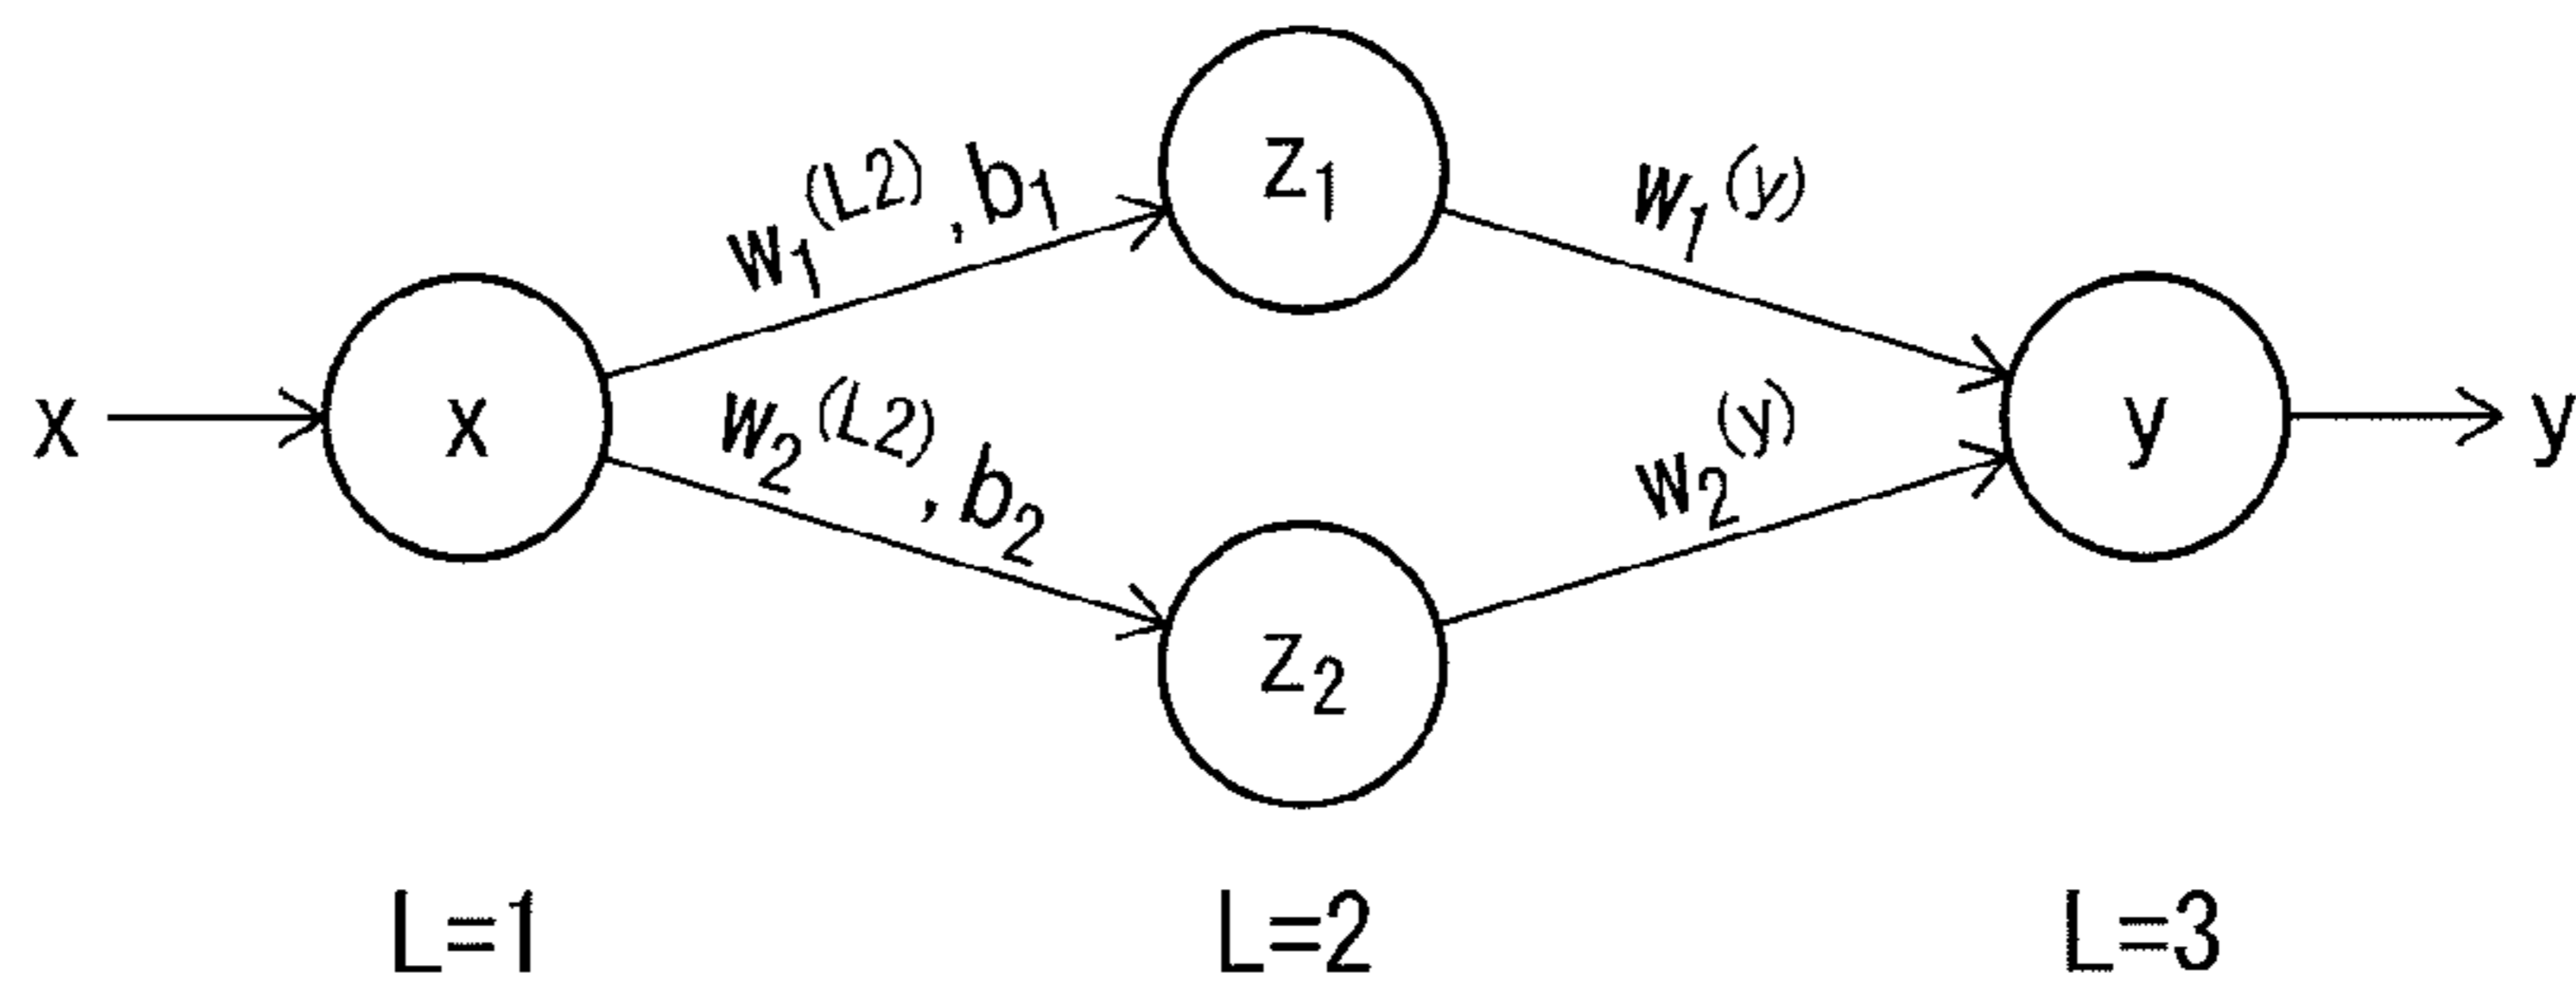 z₁
w₁⁽ᴸ²⁾, b₁
w₁⁽ʸ⁾
x
x
w₂⁽ᴸ²⁾, b₂
w₂⁽ʸ⁾
y
y
z₂
L=1
L=2
L=3